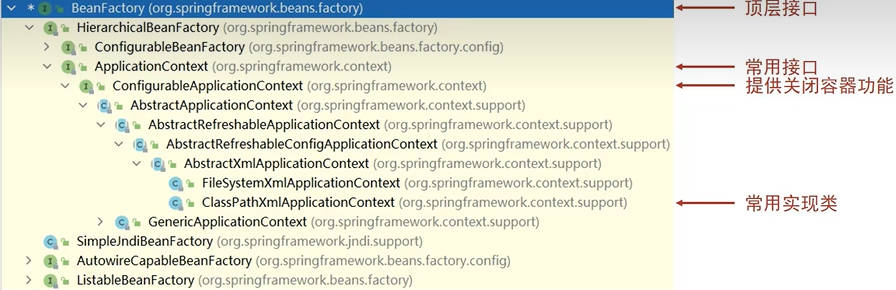 BeanFactory (org.springframework.beans.factory) 顶层接口
HierarchicalBeanFactory (org.springframework.beans.factory)
ConfigurableBeanFactory (org.springframework.beans.factory.config)
ApplicationContext (org.springframework.context) 常用接口
ConfigurableApplicationContext (org.springframework.context) 提供关闭容器功能
AbstractApplicationContext (org.springframework.context.support)
AbstractRefreshableApplicationContext (org.springframework.context.support)
AbstractRefreshableConfigApplicationContext (org.springframework.context.support)
AbstractXmlApplicationContext (org.springframework.context.support)
FileSystemXmlApplicationContext (org.springframework.context.support)
ClassPathXmlApplicationContext (org.springframework.context.support) 常用实现类
GenericApplicationContext (org.springframework.context.support)
SimpleJndiBeanFactory (org.springframework.jndi.support)
AutowireCapableBeanFactory (org.springframework.beans.factory.config)
ListableBeanFactory (org.springframework.beans.factory)